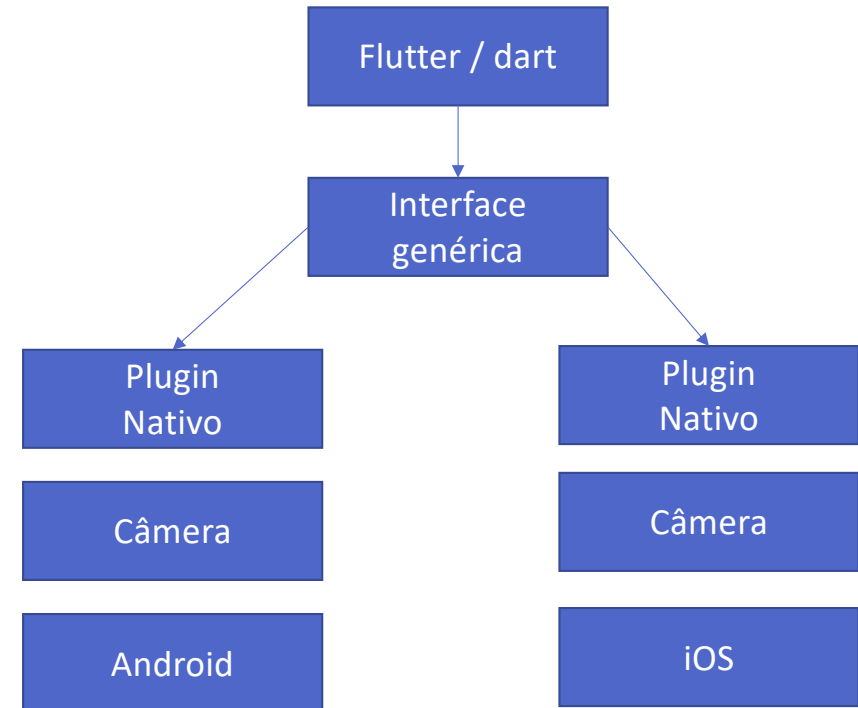 Flutter / dart
Interface
genérica
Plugin
Nativo
Plugin
Nativo
Câmera
Câmera
Android
iOS